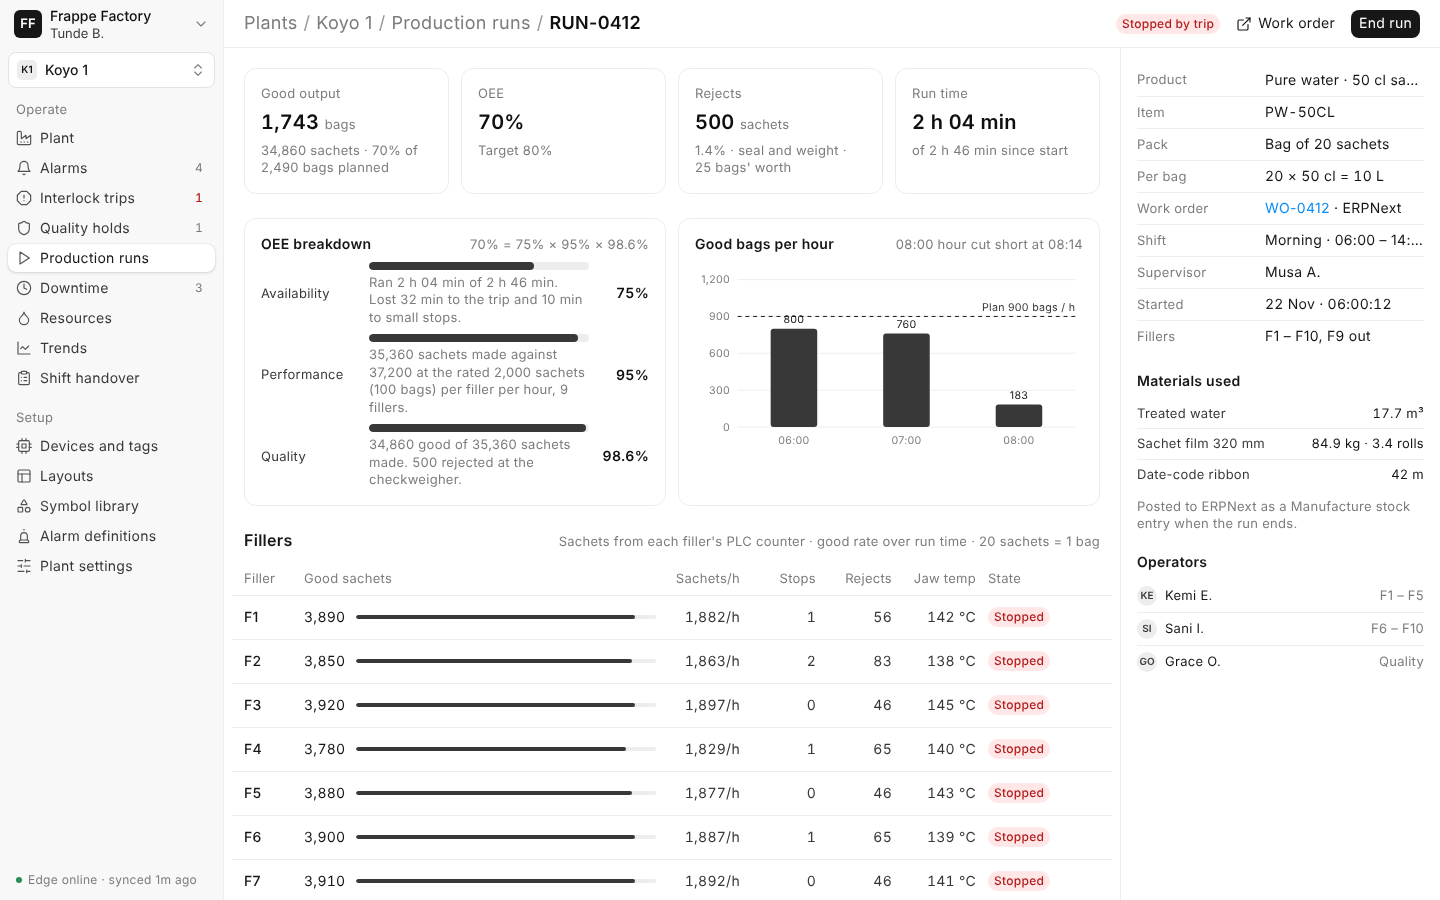 FF
Frappe Factory
Tunde B.
K1 Koyo 1
Operate
Plant
Alarms 4
Interlock trips 1
Quality holds 1
Production runs
Downtime 3
Resources
Trends
Shift handover
Setup
Devices and tags
Layouts
Symbol library
Alarm definitions
Plant settings
Edge online · synced 1m ago
Plants / Koyo 1 / Production runs / RUN-0412
Stopped by trip
Work order
End run
Good output
1,743 bags
34,860 sachets · 70% of
2,490 bags planned
OEE
70%
Target 80%
Rejects
500 sachets
1.4% · seal and weight ·
25 bags' worth
Run time
2 h 04 min
of 2 h 46 min since start
OEE breakdown
70% = 75% × 95% × 98.6%
Availability
Ran 2 h 04 min of 2 h 46 min.
Lost 32 min to the trip and 10 min
to small stops.
75%
Performance
35,360 sachets made against
37,200 at the rated 2,000 sachets
(100 bags) per filler per hour, 9
fillers.
95%
Quality
34,860 good of 35,360 sachets
made. 500 rejected at the
checkweigher.
98.6%
Good bags per hour
08:00 hour cut short at 08:14
1,200
900
600
300
0
Plan 900 bags / h
800
760
183
06:00
07:00
08:00
Fillers
Sachets from each filler's PLC counter · good rate over run time · 20 sachets = 1 bag
Filler Good sachets Sachets/h Stops Rejects Jaw temp State
F1 3,890 1,882/h 1 56 142 °C Stopped
F2 3,850 1,863/h 2 83 138 °C Stopped
F3 3,920 1,897/h 0 46 145 °C Stopped
F4 3,780 1,829/h 1 65 140 °C Stopped
F5 3,880 1,877/h 0 46 143 °C Stopped
F6 3,900 1,887/h 1 65 139 °C Stopped
F7 3,910 1,892/h 0 46 141 °C Stopped
Product Pure water · 50 cl sa...
Item PW-50CL
Pack Bag of 20 sachets
Per bag 20 × 50 cl = 10 L
Work order WO-0412 · ERPNext
Shift Morning · 06:00 – 14:...
Supervisor Musa A.
Started 22 Nov · 06:00:12
Fillers F1 – F10, F9 out
Materials used
Treated water 17.7 m³
Sachet film 320 mm 84.9 kg · 3.4 rolls
Date-code ribbon 42 m
Posted to ERPNext as a Manufacture stock
entry when the run ends.
Operators
KE Kemi E. F1 – F5
SI Sani I. F6 – F10
GO Grace O. Quality